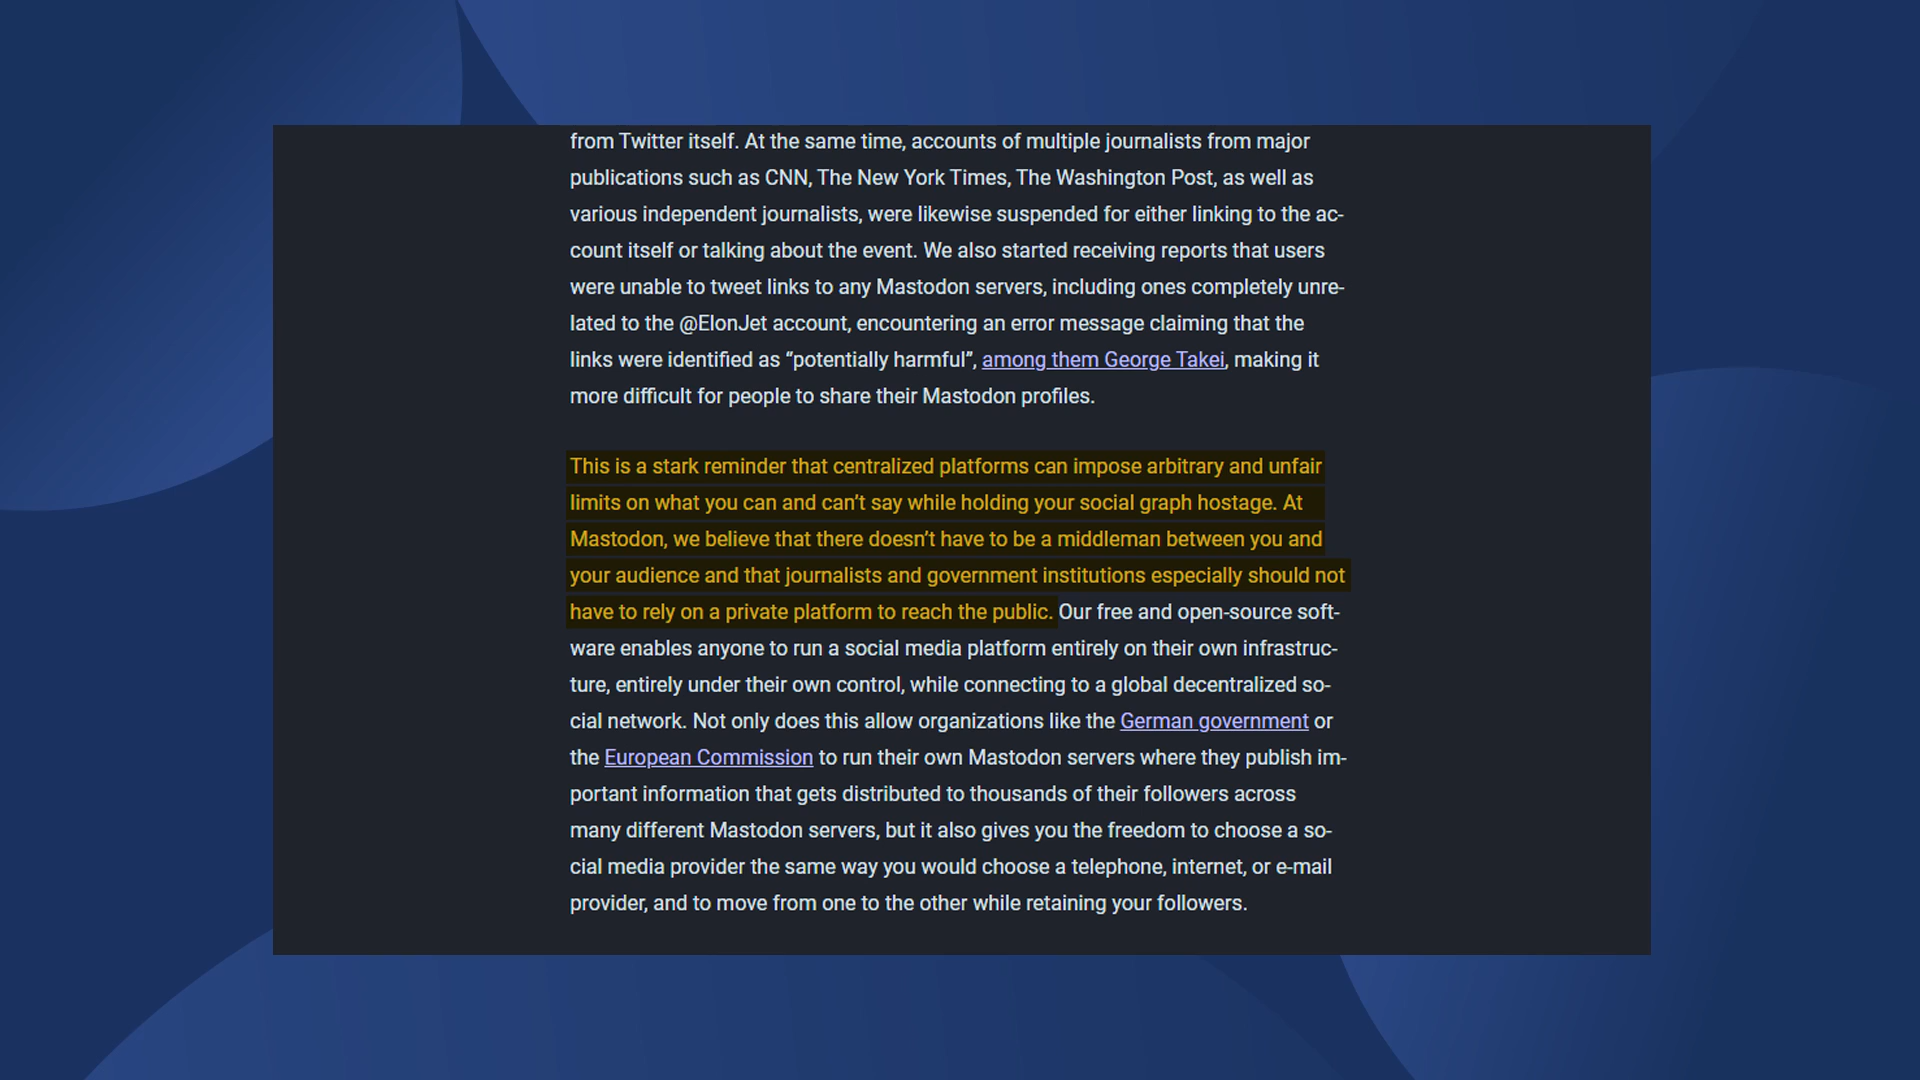 from Twitter itself. At the same time, accounts of multiple journalists from major
publications such as CNN, The New York Times, The Washington Post, as well as
various independent journalists, were likewise suspended for either linking to the ac-
count itself or talking about the event. We also started receiving reports that users
were unable to tweet links to any Mastodon servers, including ones completely unre-
lated to the @ElonJet account, encountering an error message claiming that the
links were identified as “potentially harmful”, among them George Takei, making it
more difficult for people to share their Mastodon profiles.
This is a stark reminder that centralized platforms can impose arbitrary and unfair
limits on what you can and can’t say while holding your social graph hostage. At
Mastodon, we believe that there doesn’t have to be a middleman between you and
your audience and that journalists and government institutions especially should not
have to rely on a private platform to reach the public. Our free and open-source soft-
ware enables anyone to run a social media platform entirely on their own infrastruc-
ture, entirely under their own control, while connecting to a global decentralized so-
cial network. Not only does this allow organizations like the German government or
the European Commission to run their own Mastodon servers where they publish im-
portant information that gets distributed to thousands of their followers across
many different Mastodon servers, but it also gives you the freedom to choose a so-
cial media provider the same way you would choose a telephone, internet, or e-mail
provider, and to move from one to the other while retaining your followers.